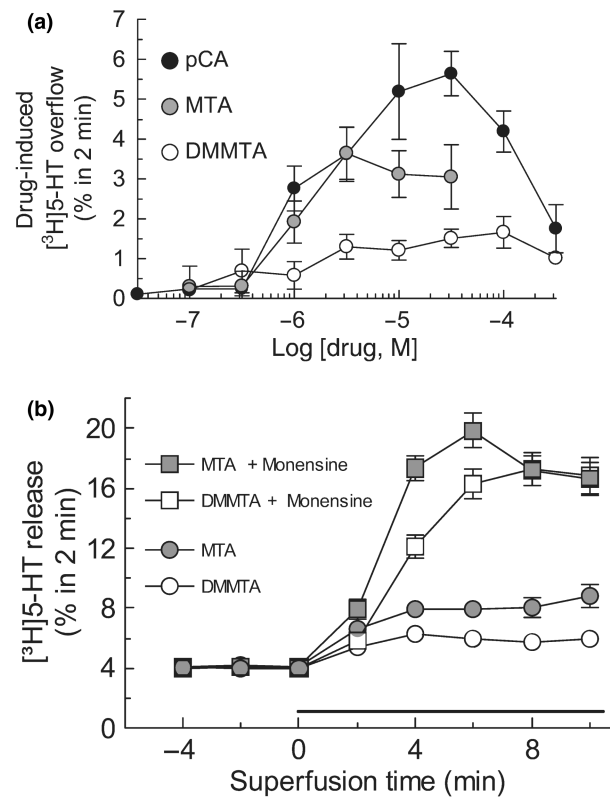 (a)
pCA
MTA
DMMTA
Drug-induced
[³H]5-HT overflow
(% in 2 min)
7
6
5
4
3
2
1
0
−7
−6
−5
−4
Log [drug, M]
(b)
20
16
12
8
4
0
MTA + Monensine
DMMTA + Monensine
MTA
DMMTA
[³H]5-HT release
(% in 2 min)
−4
0
4
8
Superfusion time (min)